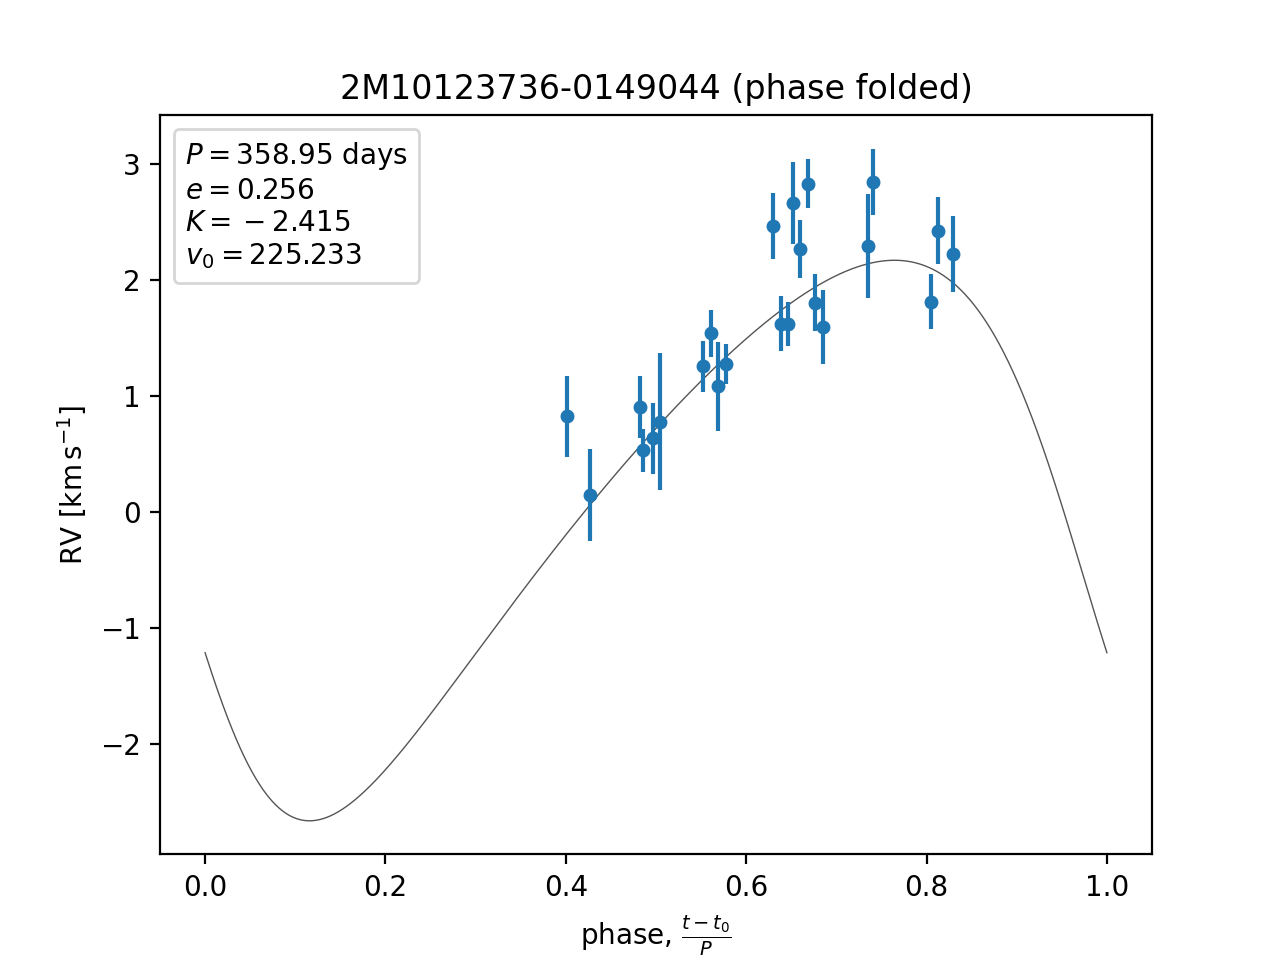 2M10123736-0149044 (phase folded)
P = 358.95 days
e = 0.256
K = −2.415
v₀ = 225.233
RV [km s⁻¹]
3
2
1
0
−1
−2
0.0 0.2 0.4 0.6 0.8 1.0
phase, (t − t₀)/P